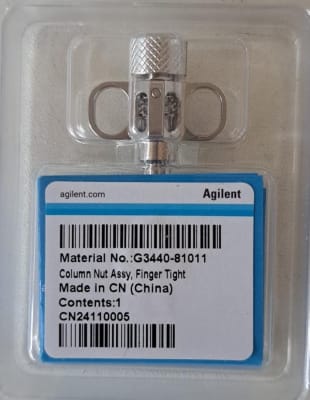 agilent.com Agilent
Material No.:G3440-81011
Column Nut Assy, Finger Tight
Made in CN (China)
Contents:1
CN24110005